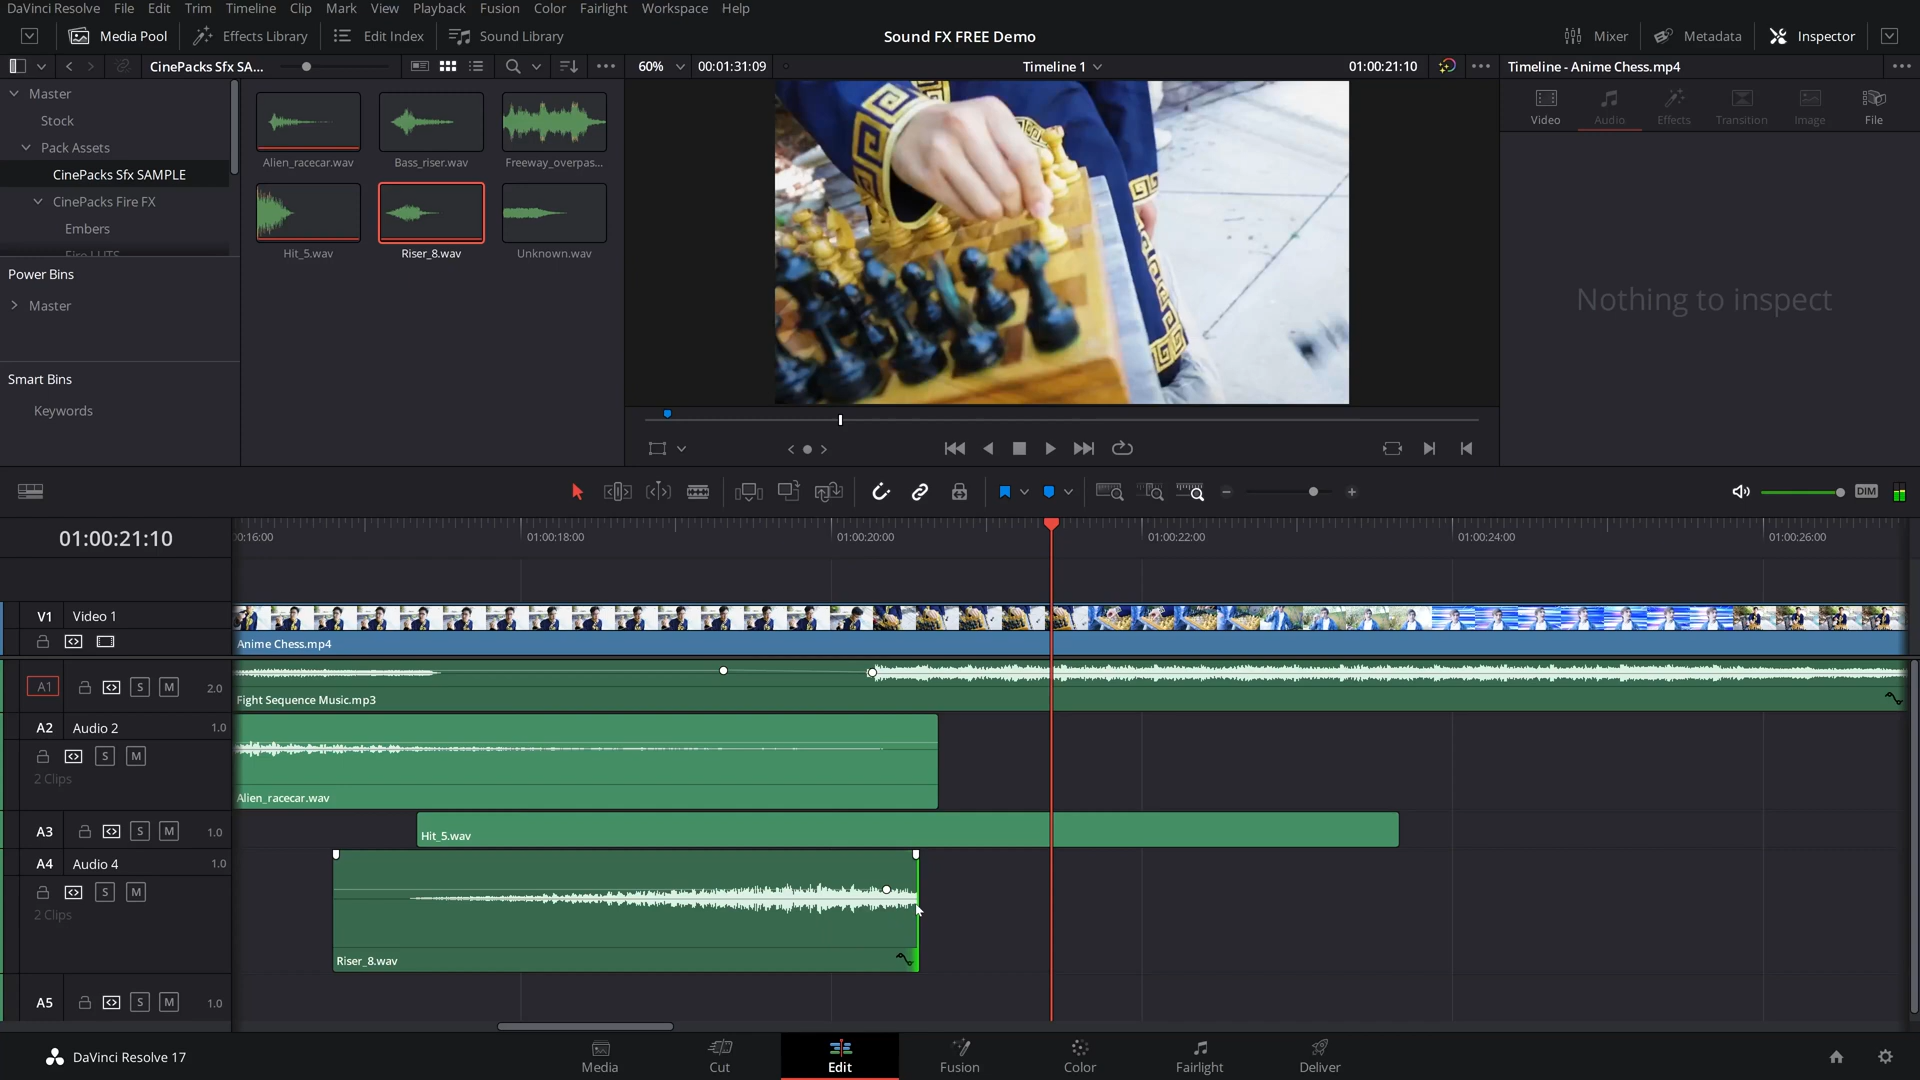 DaVinci Resolve File Edit Trim Timeline Clip Mark View Playback Fusion Color Fairlight Workspace Help
Media Pool Effects Library Edit Index Sound Library Sound FX FREE Demo Mixer Metadata Inspector
CinePacks Sfx SA... 60% 00:01:31:09 Timeline 1 01:00:21:10 Timeline - Anime Chess.mp4
Master
Stock
Pack Assets
CinePacks Sfx SAMPLE
CinePacks Fire FX
Embers
Fire LUTS
Power Bins
Master
Smart Bins
Keywords
Alien_racecar.wav Bass_riser.wav Freeway_overpas...
Hit_5.wav Riser_8.wav Unknown.wav
Video Audio Effects Transition Image File
Nothing to inspect
DIM
01:00:21:10
0:16:00 01:00:18:00 01:00:20:00 01:00:22:00 01:00:24:00 01:00:26:00
V1 Video 1
Anime Chess.mp4
A1 S M 2.0
Fight Sequence Music.mp3
A2 Audio 2 1.0
S M
2 Clips
Alien_racecar.wav
A3 S M 1.0
Hit_5.wav
A4 Audio 4 1.0
S M
2 Clips
Riser_8.wav
A5 S M 1.0
DaVinci Resolve 17
Media Cut Edit Fusion Color Fairlight Deliver